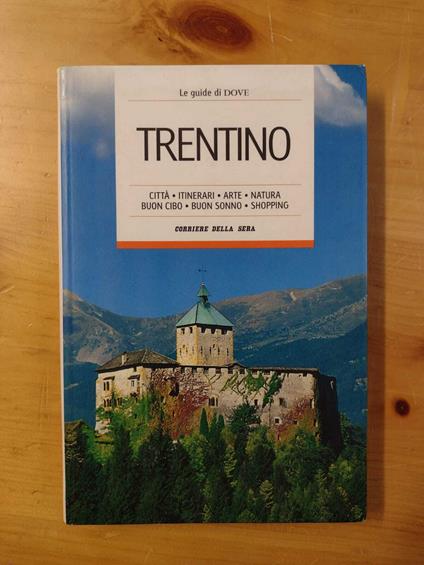 Le guide di DOVE
TRENTINO
CITTÀ • ITINERARI • ARTE • NATURA
BUON CIBO • BUON SONNO • SHOPPING
CORRIERE DELLA SERA